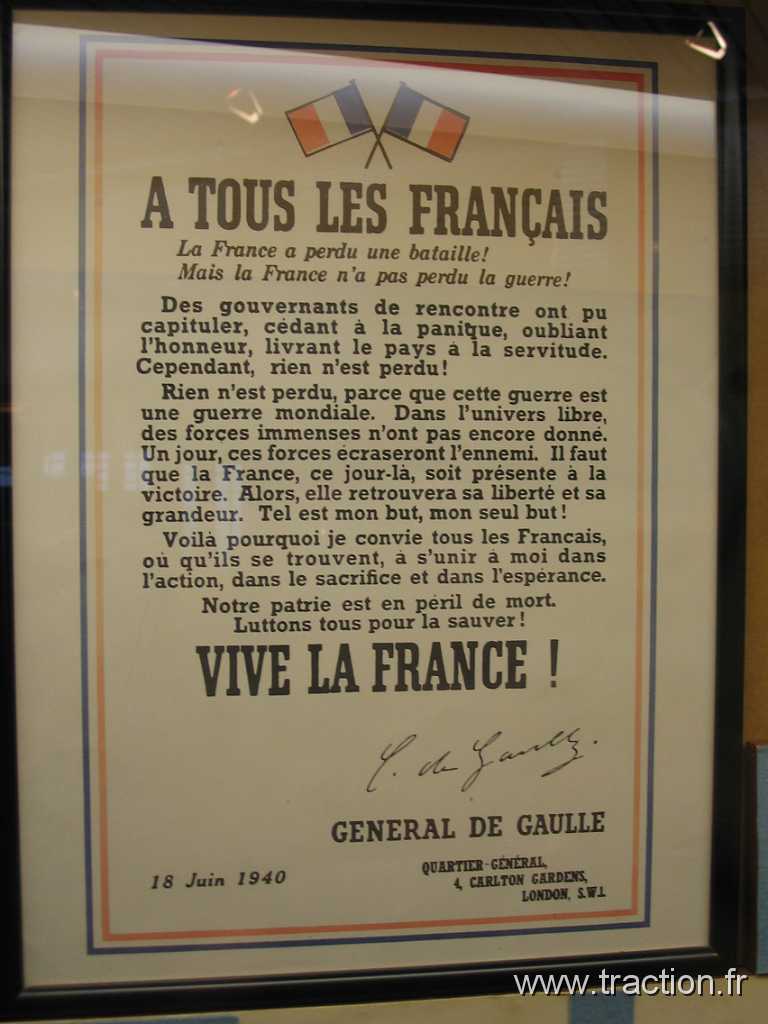 A TOUS LES FRANÇAIS
La France a perdu une bataille!
Mais la France n'a pas perdu la guerre!
Des gouvernants de rencontre ont pu
capituler, cédant à la panique, oubliant
l'honneur, livrant le pays à la servitude.
Cependant, rien n'est perdu!
Rien n'est perdu, parce que cette guerre est
une guerre mondiale. Dans l'univers libre,
des forces immenses n'ont pas encore donné.
Un jour, ces forces écraseront l'ennemi. Il faut
que la France, ce jour-là, soit présente à la
victoire. Alors, elle retrouvera sa liberté et sa
grandeur. Tel est mon but, mon seul but!
Voilà pourquoi je convie tous les Francais,
où qu'ils se trouvent, à s'unir à moi dans
l'action, dans le sacrifice et dans l'espérance.
Notre patrie est en péril de mort.
Luttons tous pour la sauver!
VIVE LA FRANCE !
C. de Gaulle.
GENERAL DE GAULLE
18 Juin 1940
QUARTIER-GÉNÉRAL,
4, CARLTON GARDENS,
LONDON, S.W.1.
www.traction.fr